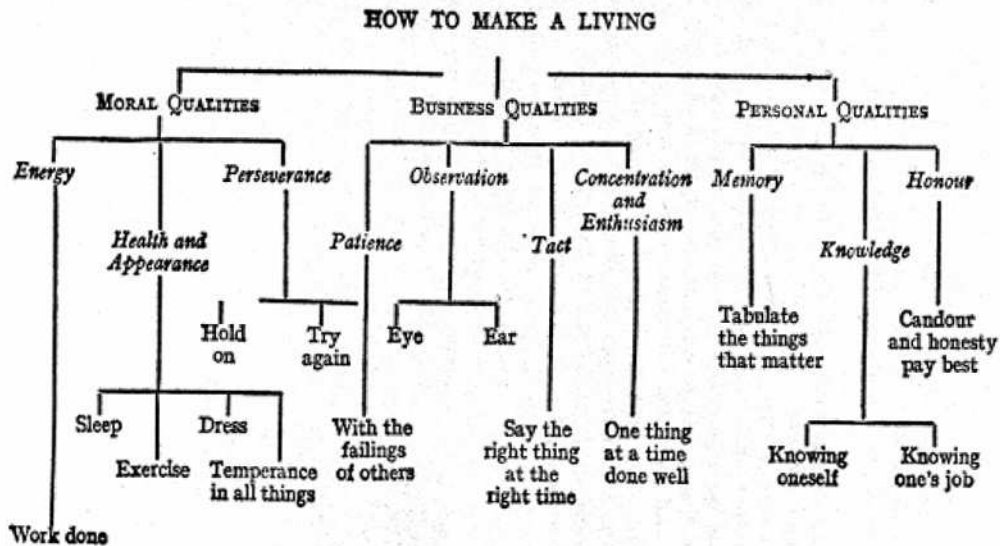 HOW TO MAKE A LIVING
MORAL QUALITIES
BUSINESS QUALITIES
PERSONAL QUALITIES
Energy
Perseverance
Observation
Concentration
and
Enthusiasm
Memory
Honour
Health and
Appearance
Patience
Tact
Knowledge
Hold
on
Try
again
Eye
Ear
Tabulate
the things
that matter
Candour
and honesty
pay best
Sleep
Dress
Exercise
Temperance
in all things
With the
failings
of others
Say the
right thing
at the
right time
One thing
at a time
done well
Knowing
oneself
Knowing
one's job
Work done